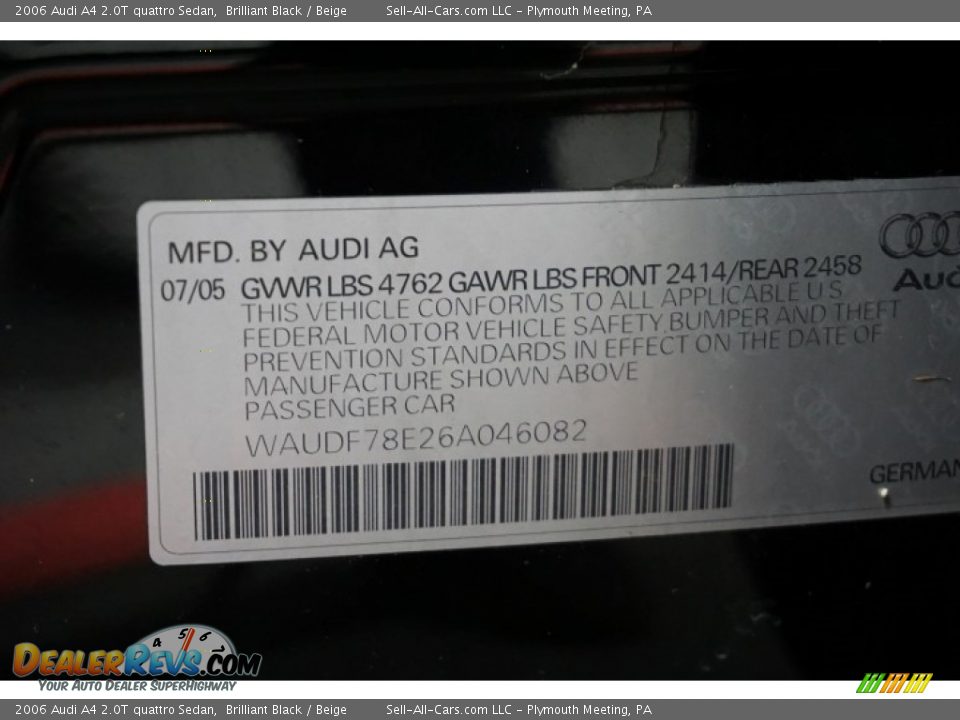 2006 Audi A4 2.0T quattro Sedan, Brilliant Black / Beige Sell-All-Cars.com LLC - Plymouth Meeting, PA
MFD. BY AUDI AG
07/05 GVWR LBS 4762 GAWR LBS FRONT 2414/REAR 2458
THIS VEHICLE CONFORMS TO ALL APPLICABLE U S
FEDERAL MOTOR VEHICLE SAFETY,BUMPER AND THEFT
PREVENTION STANDARDS IN EFFECT ON THE DATE OF
MANUFACTURE SHOWN ABOVE
PASSENGER CAR
WAUDF78E26A046082
Aud
GERMAN
4 5 6
DEALERREVS.COM
YOUR AUTO DEALER SUPERHIGHWAY
2006 Audi A4 2.0T quattro Sedan, Brilliant Black / Beige Sell-All-Cars.com LLC - Plymouth Meeting, PA